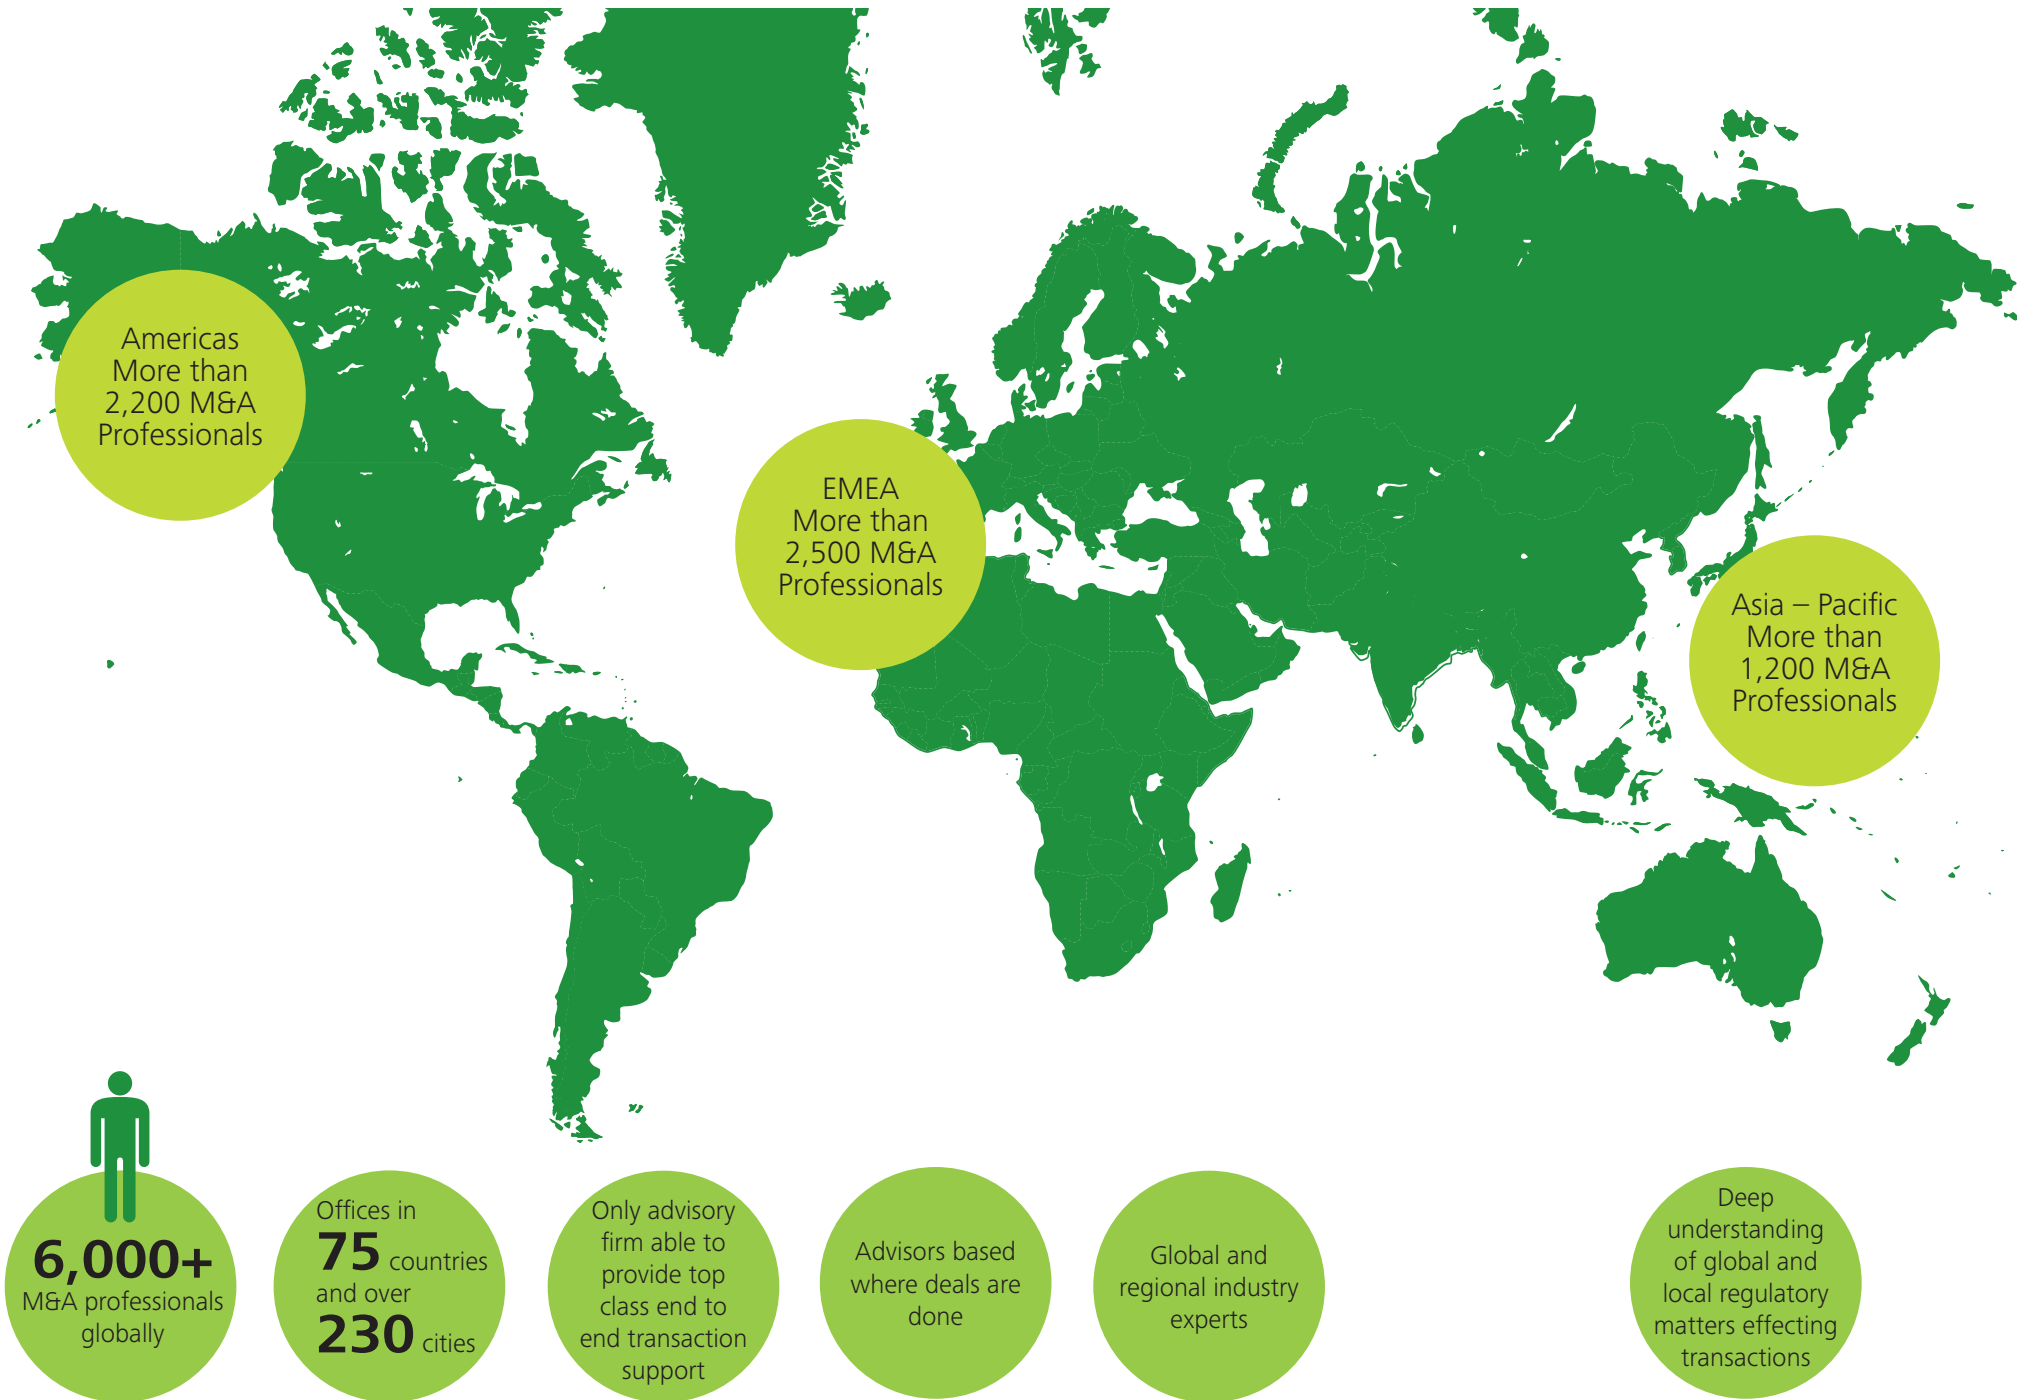 Americas
More than
2,200 M&A
Professionals
EMEA
More than
2,500 M&A
Professionals
Asia – Pacific
More than
1,200 M&A
Professionals
6,000+
M&A professionals
globally
Offices in
75 countries
and over
230 cities
Only advisory
firm able to
provide top
class end to
end transaction
support
Advisors based
where deals are
done
Global and
regional industry
experts
Deep
understanding
of global and
local regulatory
matters effecting
transactions